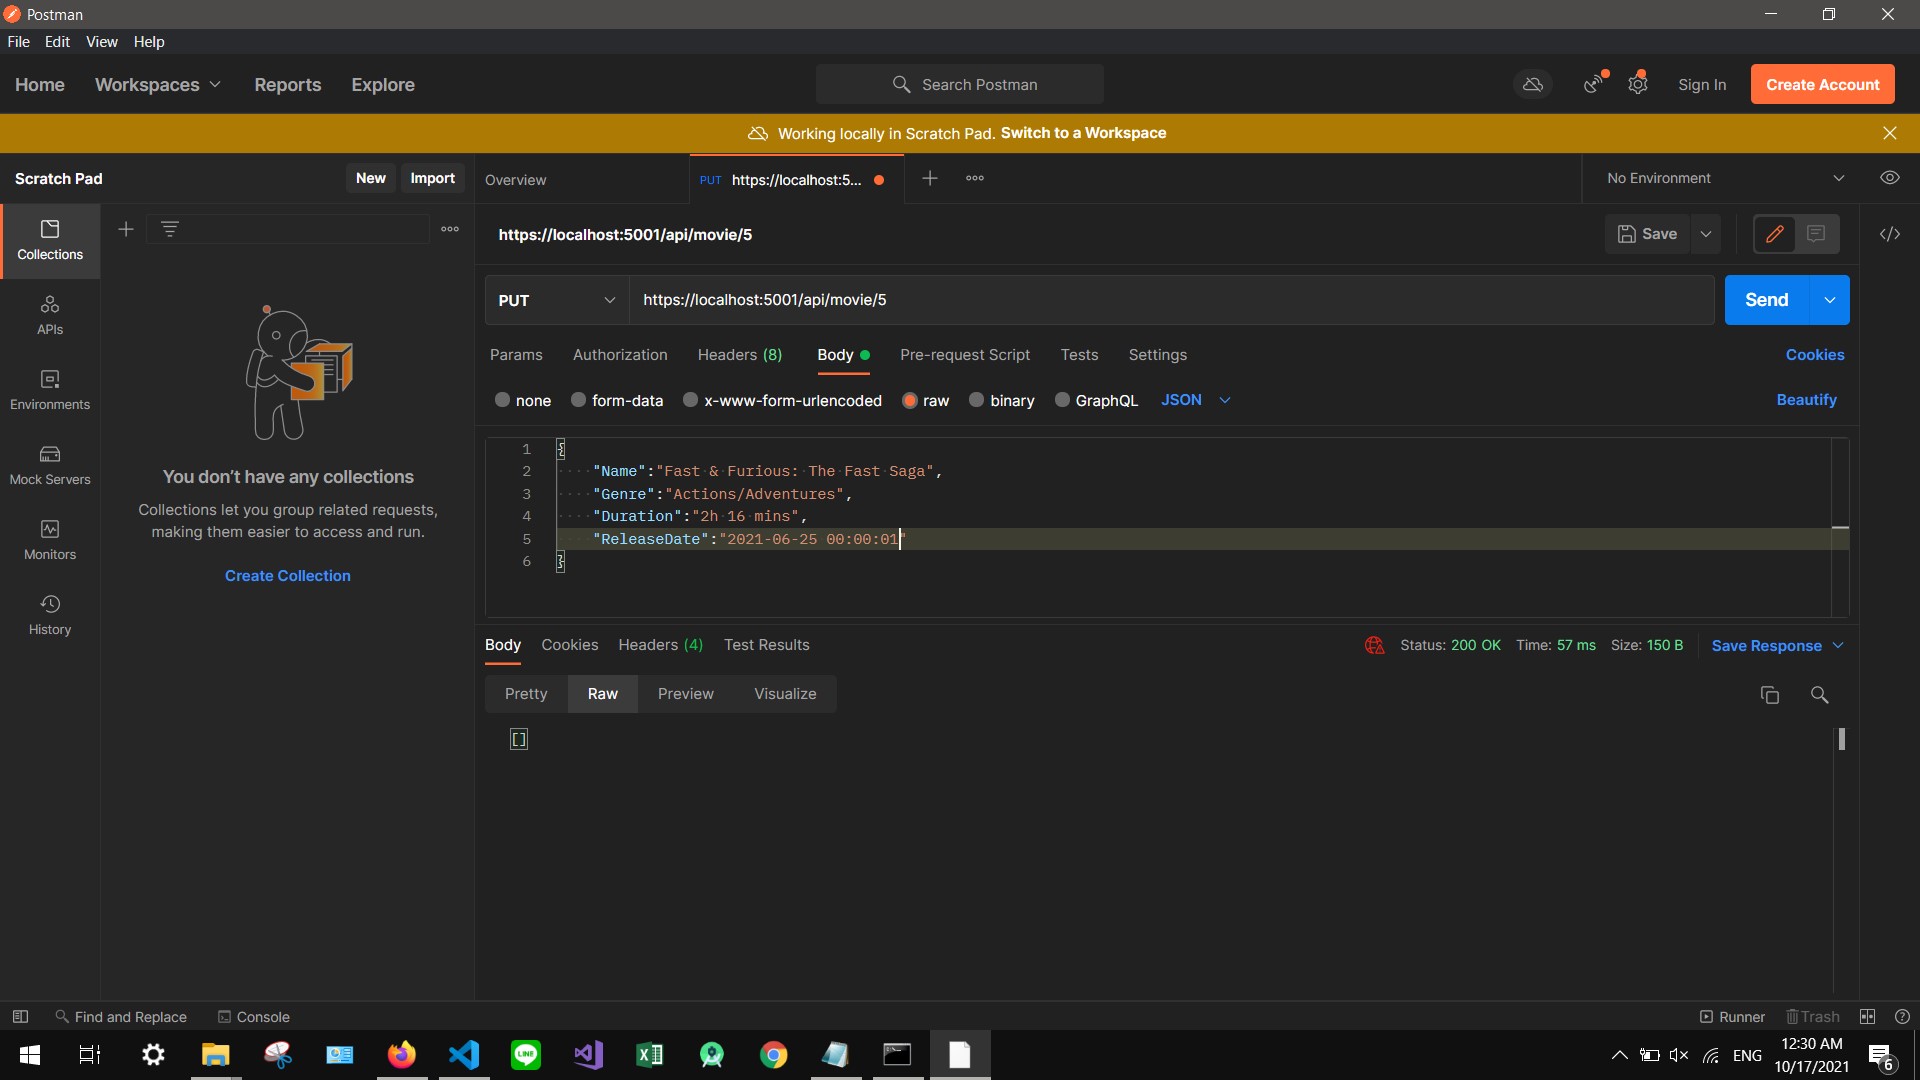 Postman
File Edit View Help
Home Workspaces Reports Explore Search Postman Sign In Create Account
Working locally in Scratch Pad. Switch to a Workspace
Scratch Pad New Import Overview PUT https://localhost:5... No Environment
Collections
APIs
Environments
Mock Servers
Monitors
History
You don't have any collections
Collections let you group related requests,
making them easier to access and run.
Create Collection
https://localhost:5001/api/movie/5 Save
PUT https://localhost:5001/api/movie/5 Send
Params Authorization Headers (8) Body Pre-request Script Tests Settings Cookies
none form-data x-www-form-urlencoded raw binary GraphQL JSON Beautify
1 {
2 "Name":"Fast & Furious: The Fast Saga",
3 "Genre":"Actions/Adventures",
4 "Duration":"2h 16 mins",
5 "ReleaseDate":"2021-06-25 00:00:01"
6 }
Body Cookies Headers (4) Test Results Status: 200 OK Time: 57 ms Size: 150 B Save Response
Pretty Raw Preview Visualize
[]
Find and Replace Console Runner Trash
LINE
ENG 12:30 AM
10/17/2021
6